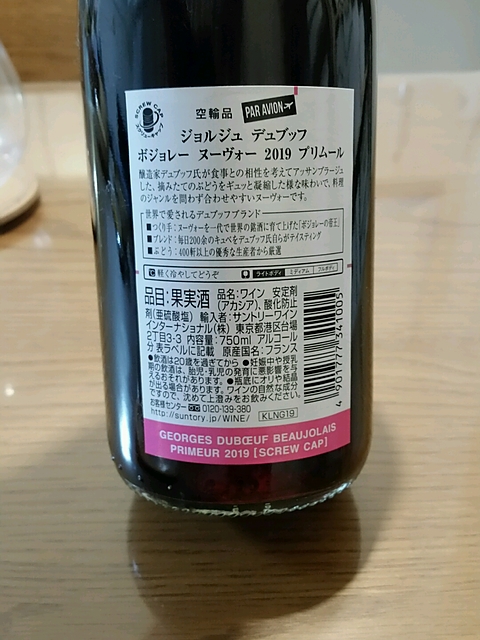 SCREW CAP
空輸品 PAR AVION
ジョルジュ デュブッフ
ボジョレー ヌーヴォー 2019 プリムール
醸造家デュブッフ氏が食事との相性を考えてアッサンブラージュ
した、摘みたてのぶどうをギュッと凝縮した様な味わいで、料理
のジャンルを問わず合わせやすいヌーヴォーです。
世界で愛されるデュブッフブランド
■つくり手：ヌーヴォーを一代で世界の銘酒に育て上げた「ボジョレーの帝王」
■ブレンド：毎日200余のキュベをデュブッフ氏自らがテイスティング
■ぶどう：400軒以上の優秀な生産者から厳選
軽く冷やしてどうぞ ライトボディ ミディアム フルボディ
品目：果実酒 品名：ワイン 安定剤
(アカシア)、酸化防止
剤(亜硫酸塩) 輸入者：サントリーワイン
インターナショナル(株) 東京都港区台場
2丁目3-3 内容量：750ml アルコール
分 表ラベルに記載 原産国名：フランス
●飲酒は20歳を過ぎてから ●妊娠中や授乳
期の飲酒は、胎児・乳児の発育に悪影響を与
えるおそれがあります。●瓶底にオリや結晶
が出る場合があります。ワインの自然な成分
ですので、沈めて上澄みをお飲みください。
お客様センター 0120-139-380
http://suntory.jp/WINE/ KLNG19
4 901777 341005
GEORGES DUBŒUF BEAUJOLAIS
PRIMEUR 2019 [SCREW CAP]